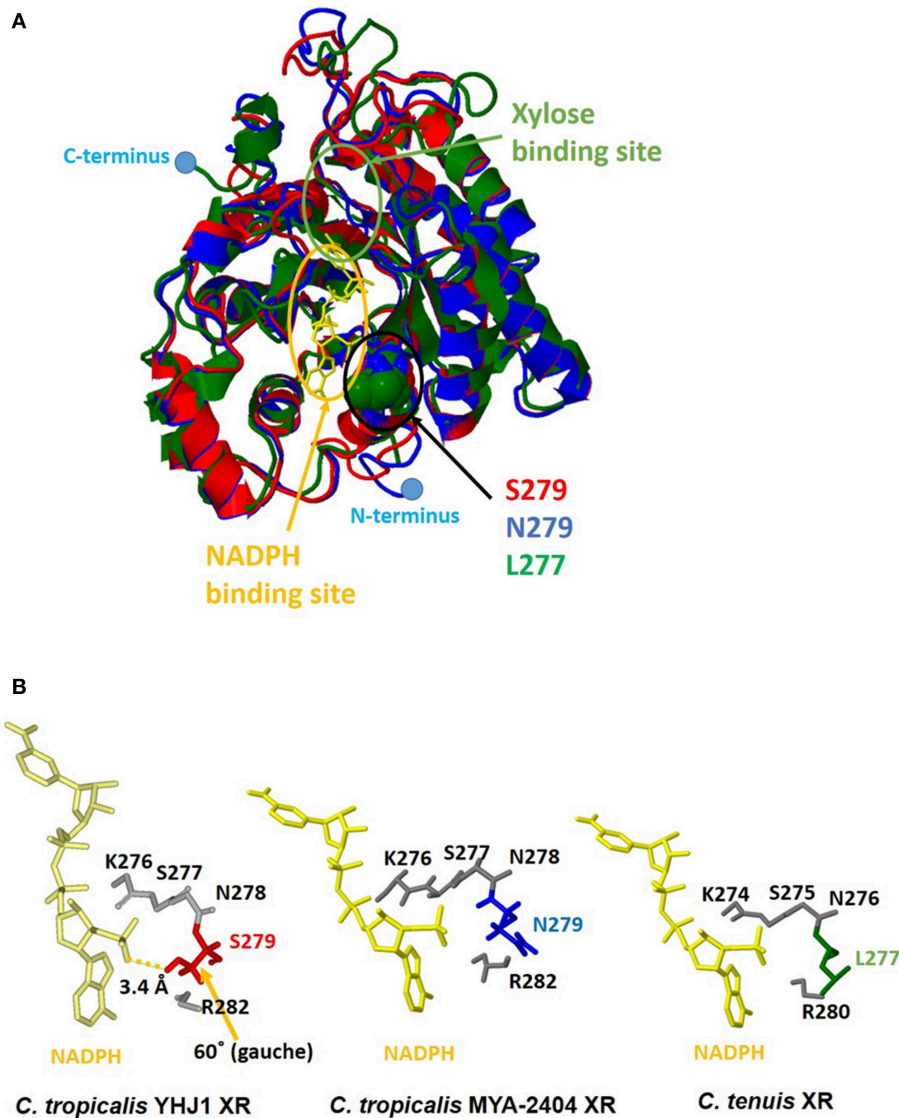 A
Xylose
binding site
C-terminus
S279
N279
L277
N-terminus
NADPH
binding site
B
K276
S277
N278
S279
3.4 Å
R282
60˚ (gauche)
NADPH
C. tropicalis YHJ1 XR
K276
S277
N278
N279
R282
NADPH
C. tropicalis MYA-2404 XR
K274
S275
N276
L277
R280
NADPH
C. tenuis XR